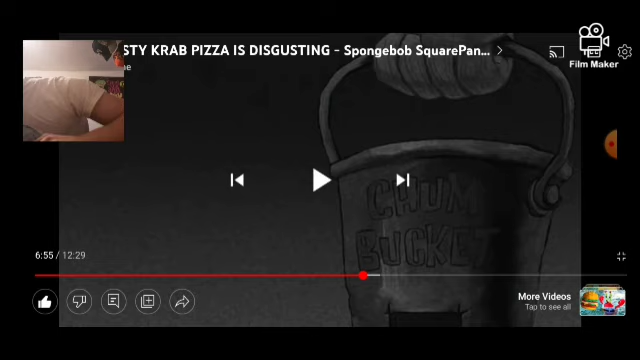 STY KRAB PIZZA IS DISGUSTING - Spongebob SquarePan...
Film Maker
CHUM
BUCKET
6:55 / 12:29
More Videos
Tap to see all